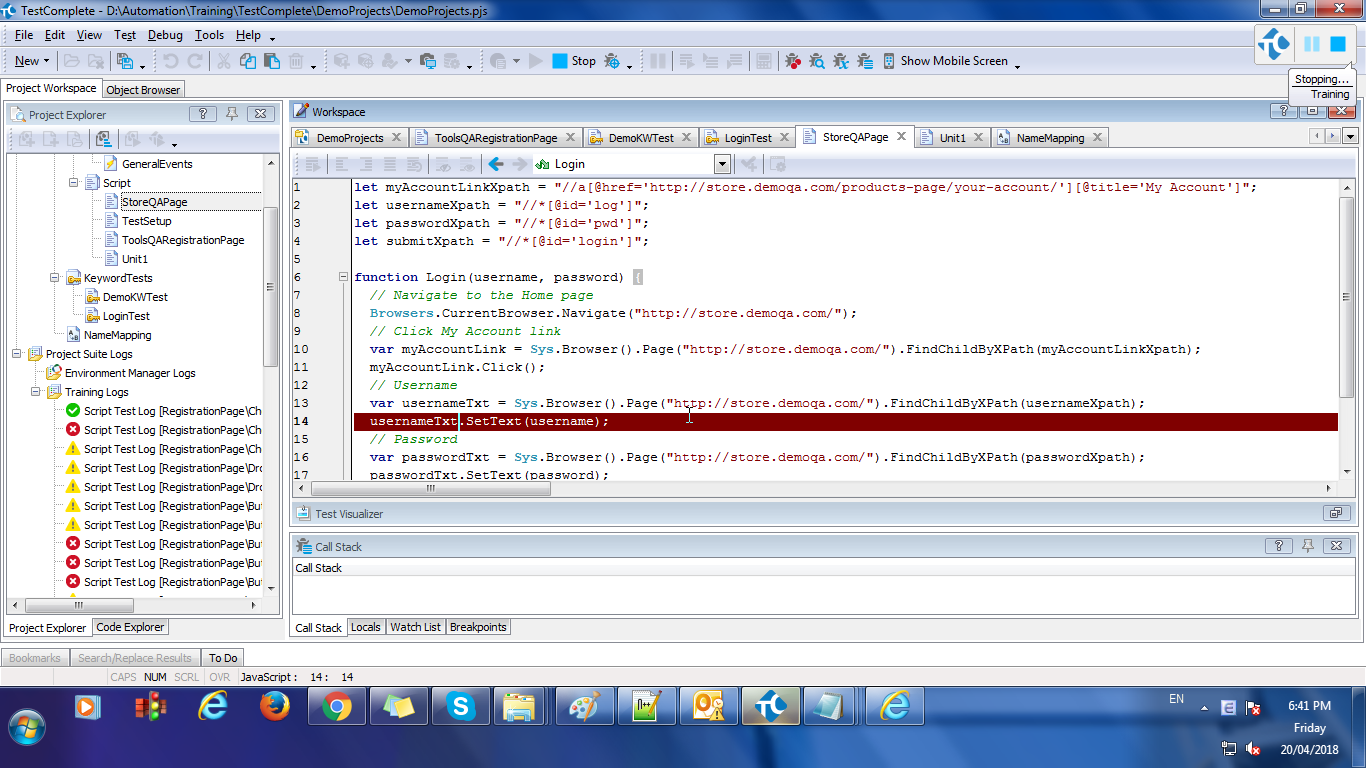 TestComplete - D:\Automation\Training\TestComplete\DemoProjects\DemoProjects.pjs
File Edit View Test Debug Tools Help
New Stop Show Mobile Screen
Stopping...
Training
Project Workspace Object Browser
Project Explorer
GeneralEvents
Script
StoreQAPage
TestSetup
ToolsQARegistrationPage
Unit1
KeywordTests
DemoKWTest
LoginTest
NameMapping
Project Suite Logs
Environment Manager Logs
Training Logs
Script Test Log [RegistrationPage\Che
Script Test Log [RegistrationPage\Che
Script Test Log [RegistrationPage\Che
Script Test Log [RegistrationPage\Dro
Script Test Log [RegistrationPage\Dro
Script Test Log [RegistrationPage\But
Script Test Log [RegistrationPage\But
Script Test Log [RegistrationPage\But
Script Test Log [RegistrationPage\But
Script Test Log [RegistrationPage\But
Project Explorer Code Explorer
Workspace
DemoProjects ToolsQARegistrationPage DemoKWTest LoginTest StoreQAPage Unit1 NameMapping
Login
1 let myAccountLinkXpath = "//a[@href='http://store.demoqa.com/products-page/your-account/'][@title='My Account']";
2 let usernameXpath = "//*[@id='log']";
3 let passwordXpath = "//*[@id='pwd']";
4 let submitXpath = "//*[@id='login']";
5
6 function Login(username, password) {
7 // Navigate to the Home page
8 Browsers.CurrentBrowser.Navigate("http://store.demoqa.com/");
9 // Click My Account link
10 var myAccountLink = Sys.Browser().Page("http://store.demoqa.com/").FindChildByXPath(myAccountLinkXpath);
11 myAccountLink.Click();
12 // Username
13 var usernameTxt = Sys.Browser().Page("http://store.demoqa.com/").FindChildByXPath(usernameXpath);
14 usernameTxt.SetText(username);
15 // Password
16 var passwordTxt = Sys.Browser().Page("http://store.demoqa.com/").FindChildByXPath(passwordXpath);
17 passwordTxt.SetText(password);
Test Visualizer
Call Stack
Call Stack
Call Stack Locals Watch List Breakpoints
Bookmarks Search/Replace Results To Do
CAPS NUM SCRL OVR JavaScript : 14 : 14
EN
6:41 PM
Friday
20/04/2018